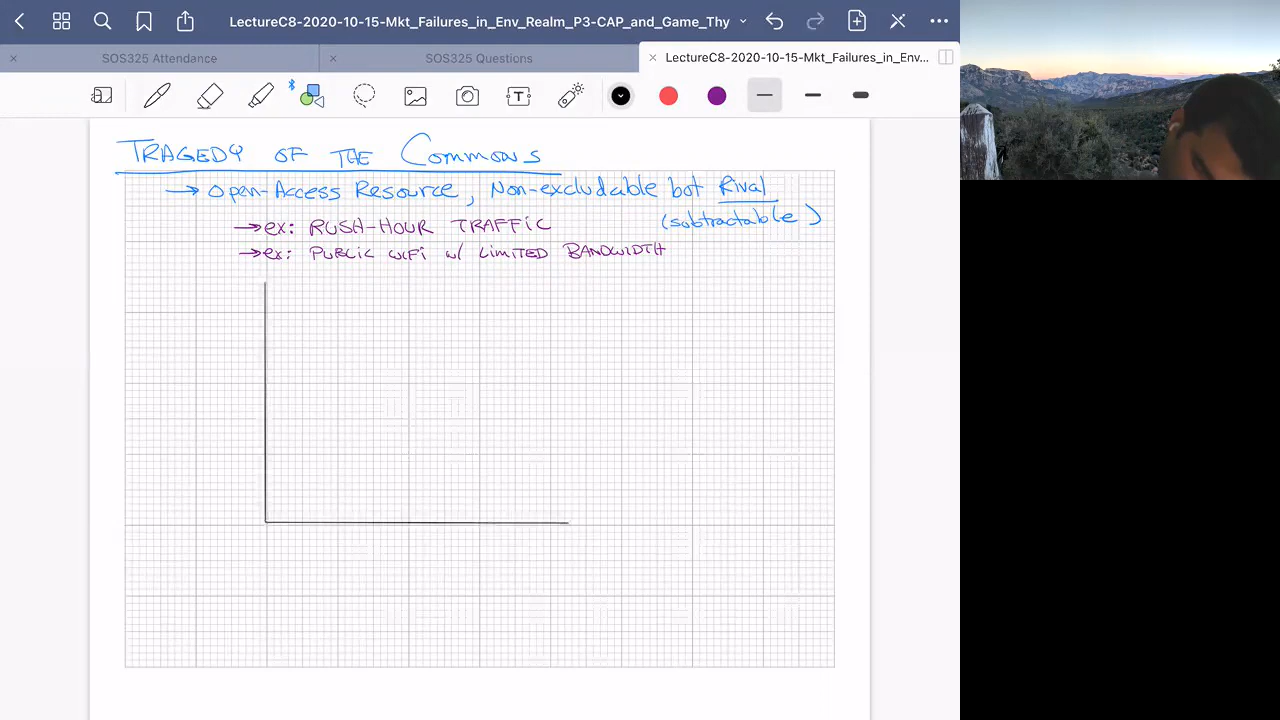 LectureC8-2020-10-15-Mkt_Failures_in_Env_Realm_P3-CAP_and_Game_Thy
SOS325 Attendance
SOS325 Questions
LectureC8-2020-10-15-Mkt_Failures_in_Env...
TRAGEDY OF THE COMMONS
→ Open-Access Resource, Non-excludable bot Rival
(subtractable)
→ ex: RUSH-HOUR TRAFFIC
→ ex: PUBLIC WIFI w/ LIMITED BANDWIDTH